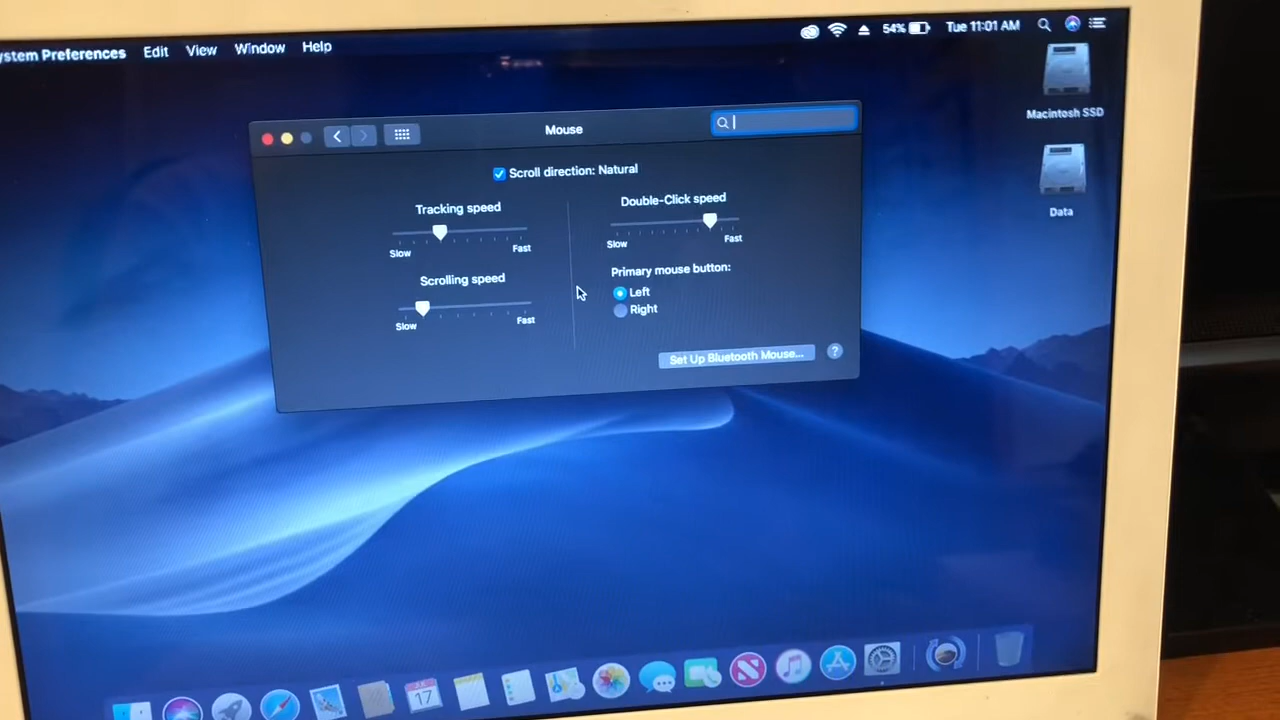 ystem Preferences Edit View Window Help
54% Tue 11:01 AM
Macintosh SSD
Data
Mouse
Scroll direction: Natural
Tracking speed
Slow Fast
Scrolling speed
Slow Fast
Double-Click speed
Slow Fast
Primary mouse button:
Left
Right
Set Up Bluetooth Mouse...
?
17